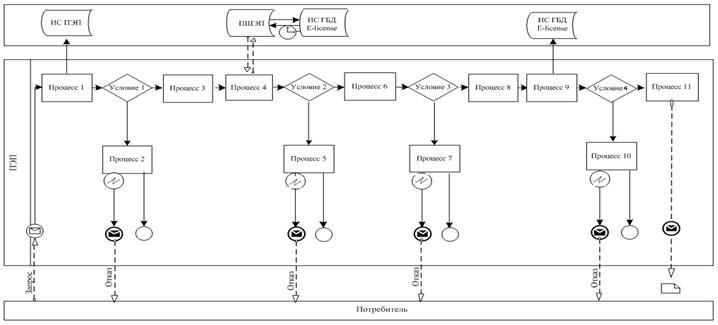 ИС ПЭП
ПШЭП
ИС ГБД
E-license
ИС ГБД
E-license
ПЭП
Процесс 1
Условие 1
Процесс 3
Процесс 4
Условие 2
Процесс 6
Условие 3
Процесс 8
Процесс 9
Условие 4
Процесс 11
Процесс 2
Процесс 5
Процесс 7
Процесс 10
Запрос
Отказ
Отказ
Отказ
Отказ
Потребитель